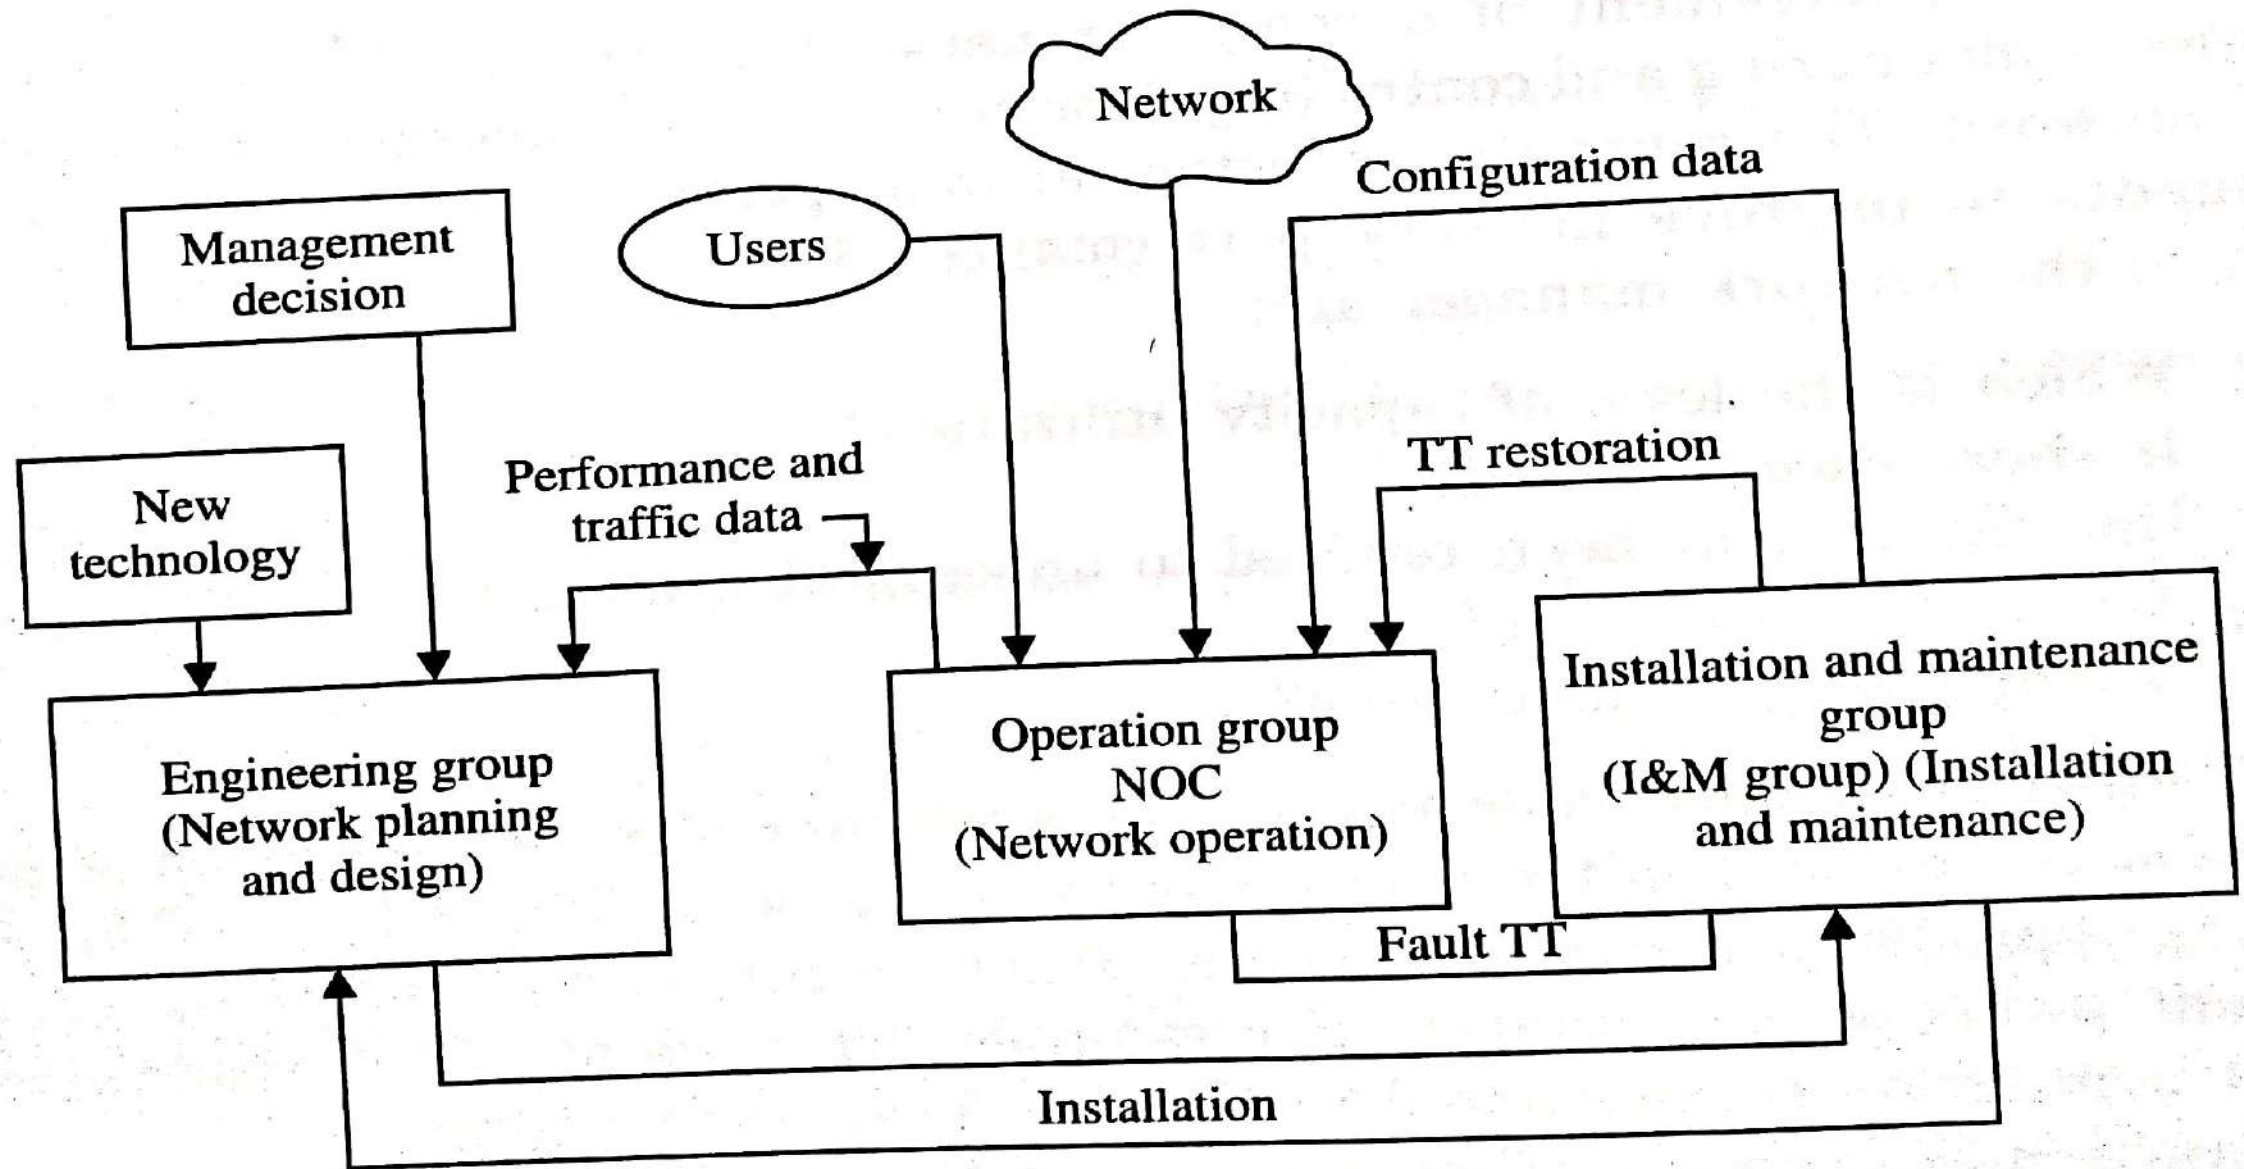 Network
Configuration data
Management
decision
Users
TT restoration
Performance and
traffic data
New
technology
Installation and maintenance
group
(I&M group) (Installation
and maintenance)
Operation group
NOC
(Network operation)
Engineering group
(Network planning
and design)
Fault TT
Installation